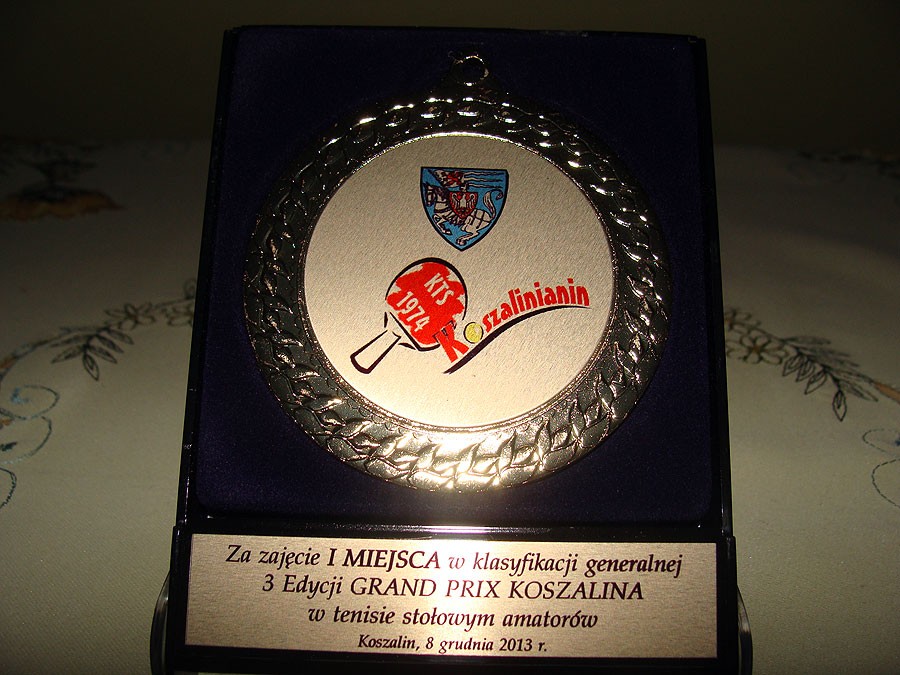 KTS
1974
Koszalinianin
Za zajęcie I MIEJSCA w klasyfikacji generalnej
3 Edycji GRAND PRIX KOSZALINA
w tenisie stołowym amatorów
Koszalin, 8 grudnia 2013 r.